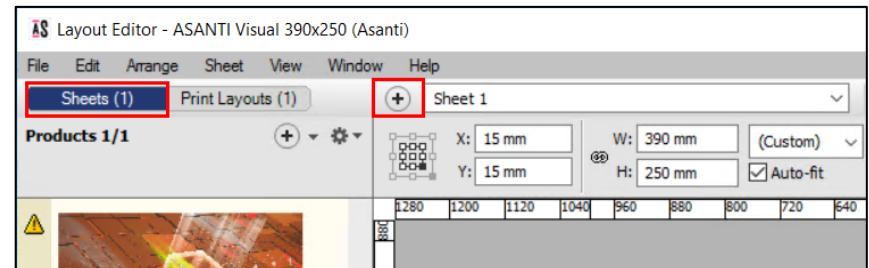 AS Layout Editor - ASANTI Visual 390x250 (Asanti)
File Edit Arrange Sheet View Window Help
Sheets (1) Print Layouts (1) Sheet 1
Products 1/1 X: 15 mm W: 390 mm (Custom)
Y: 15 mm H: 250 mm Auto-fit
1280 1200 1120 1040 960 880 800 720 640
880